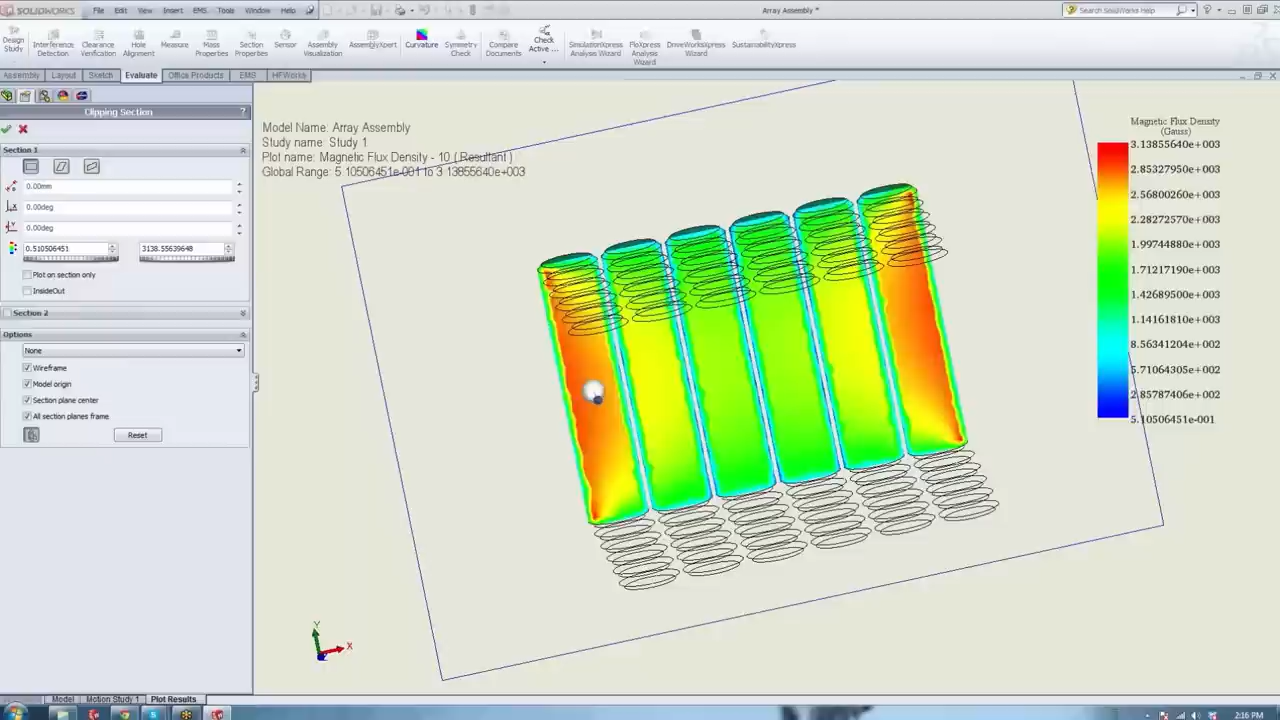 SOLIDWORKS File Edit View Insert EMS Tools Window Help
Array Assembly *
Search SolidWorks Help
Design Study
Interference Detection
Clearance Verification
Hole Alignment
Measure
Mass Properties
Section Properties
Sensor
Assembly Visualization
AssemblyXpert
Curvature
Symmetry Check
Compare Documents
Check Active ...
SimulationXpress Analysis Wizard
FloXpress Analysis Wizard
DriveWorksXpress Wizard
SustainabilityXpress
Assembly Layout Sketch Evaluate Office Products EMS HFWorks
Clipping Section ?
Section 1
0.00mm
0.00deg
0.00deg
0.510506451 3138.55639648
Plot on section only
InsideOut
Section 2
Options
None
Wireframe
Model origin
Section plane center
All section planes frame
Reset
Model Name: Array Assembly
Study name: Study 1
Plot name: Magnetic Flux Density - 10 ( Resultant )
Global Range: 5.10506451e-001 to 3.13855640e+003
Magnetic Flux Density
(Gauss)
3.13855640e+003
2.85327950e+003
2.56800260e+003
2.28272570e+003
1.99744880e+003
1.71217190e+003
1.42689500e+003
1.14161810e+003
8.56341204e+002
5.71064295e+002
2.85787406e+002
5.10506451e-001
Y
X
Model Motion Study 1 Plot Results
2:16 PM